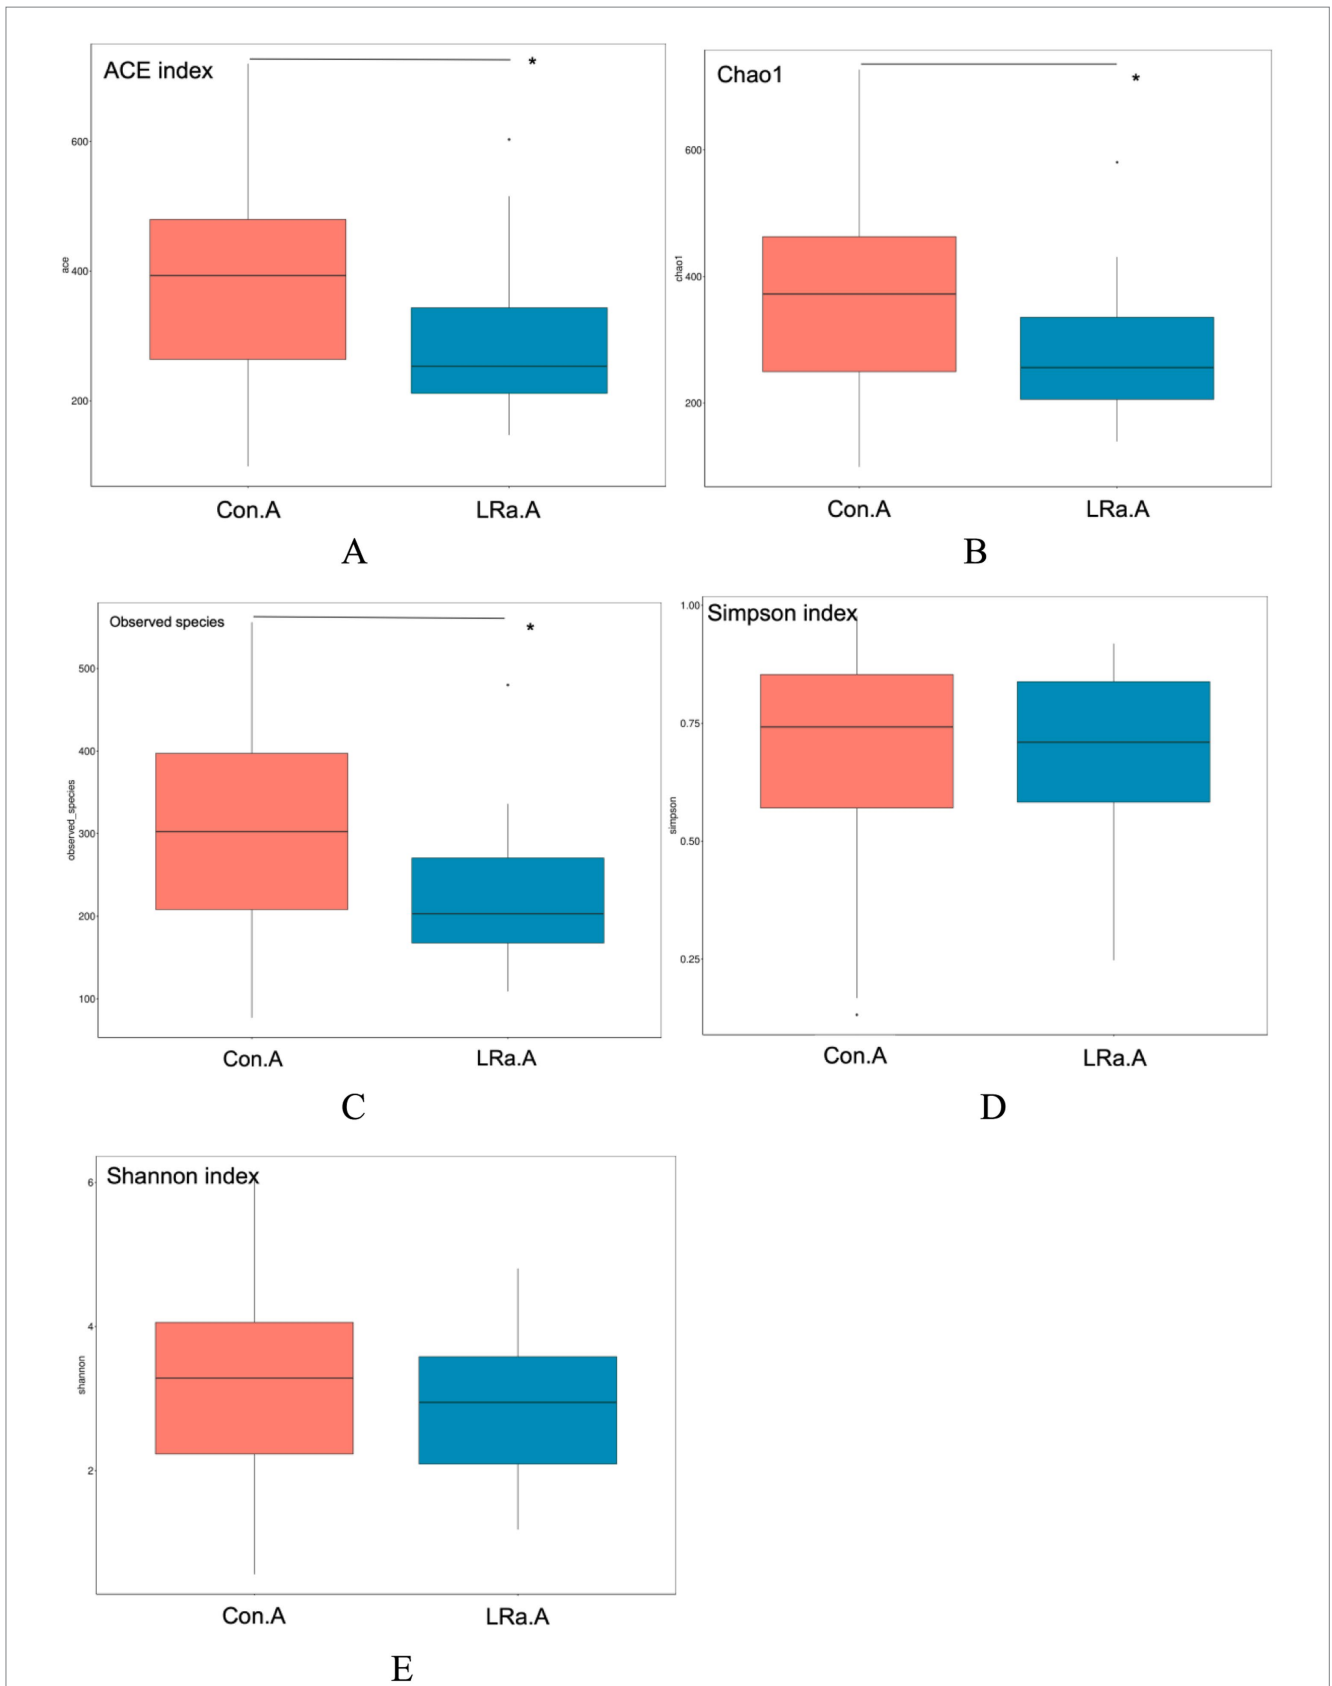 ACE index
*
600
400
200
ace
Con.A
LRa.A
A
Chao1
*
600
400
200
chao1
Con.A
LRa.A
B
Observed species
*
500
400
300
200
100
observed_species
Con.A
LRa.A
C
Simpson index
1.00
0.75
0.50
0.25
simpson
Con.A
LRa.A
D
Shannon index
6
4
2
shannon
Con.A
LRa.A
E